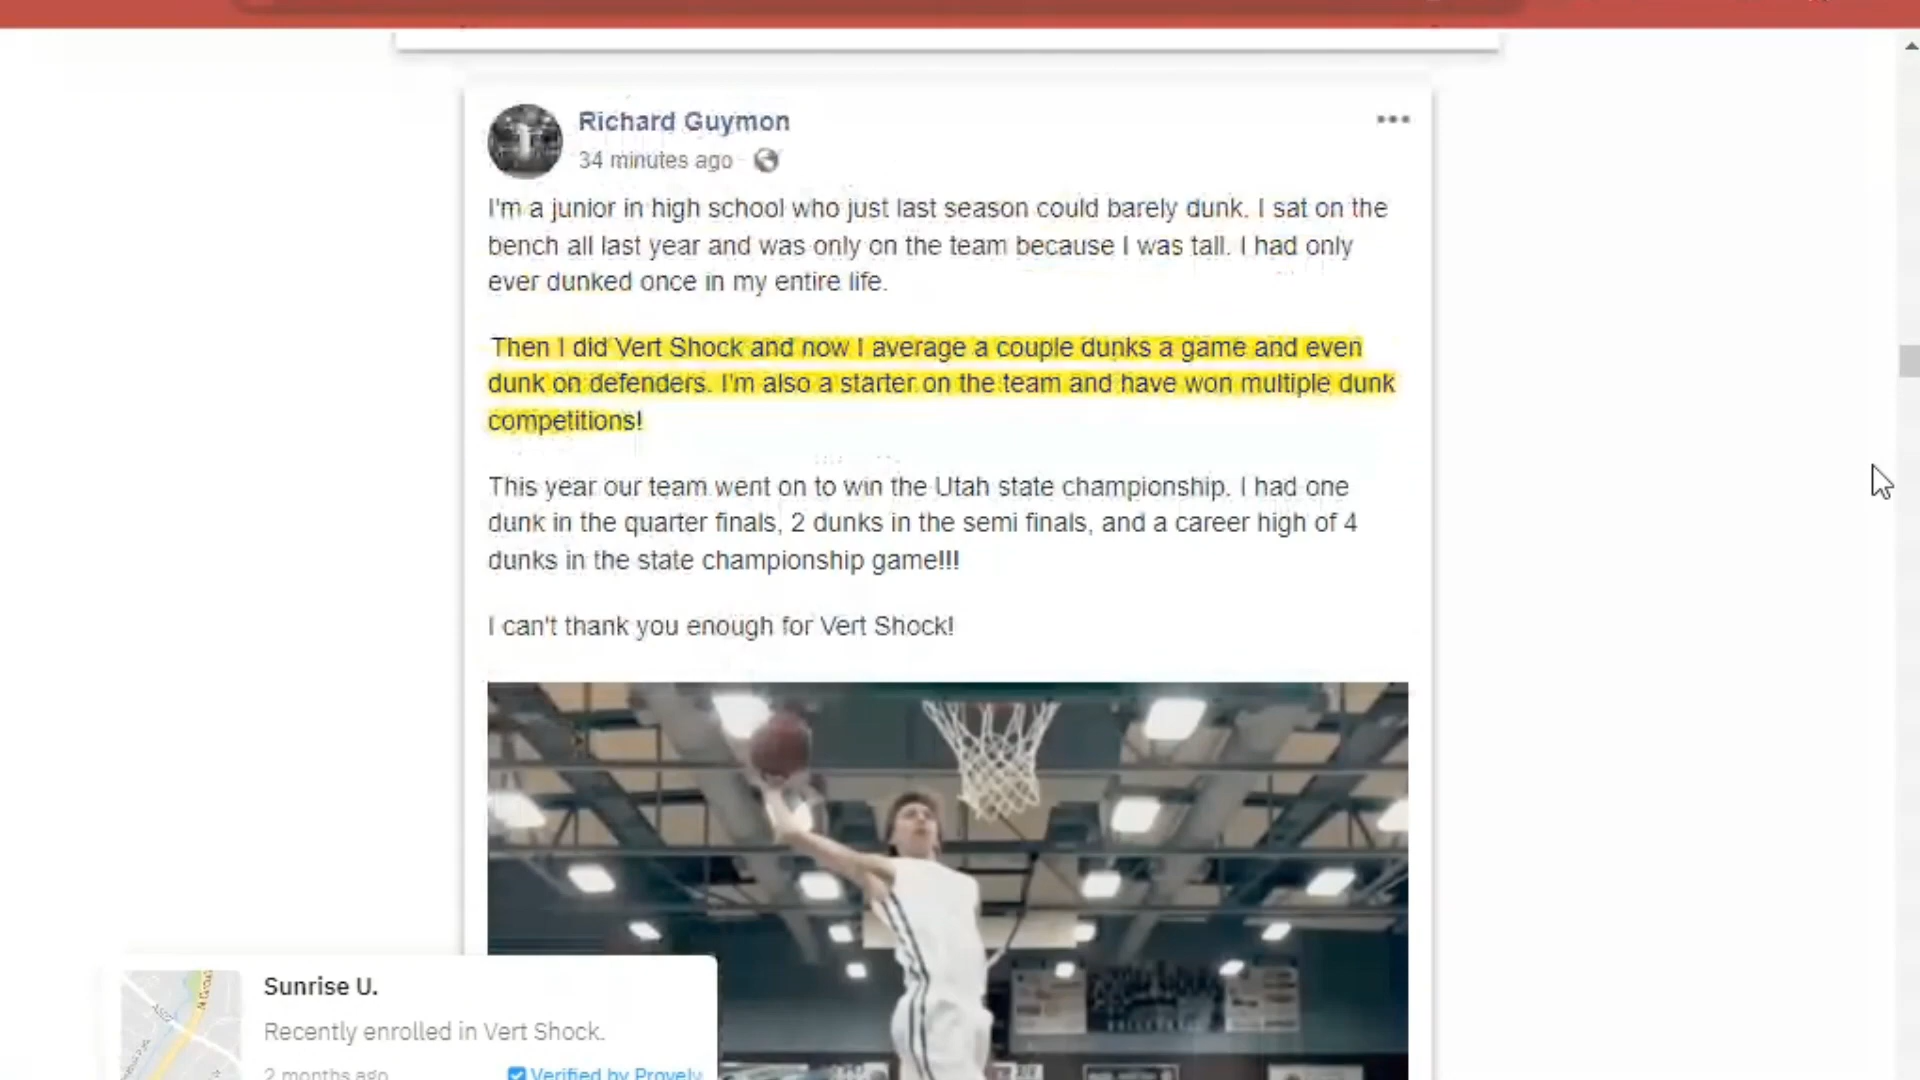 Richard Guymon
34 minutes ago
I'm a junior in high school who just last season could barely dunk. I sat on the
bench all last year and was only on the team because I was tall. I had only
ever dunked once in my entire life.
Then I did Vert Shock and now I average a couple dunks a game and even
dunk on defenders. I'm also a starter on the team and have won multiple dunk
competitions!
This year our team went on to win the Utah state championship. I had one
dunk in the quarter finals, 2 dunks in the semi finals, and a career high of 4
dunks in the state championship game!!!
I can't thank you enough for Vert Shock!
Sunrise U.
Recently enrolled in Vert Shock.
2 months ago
Verified by Provely